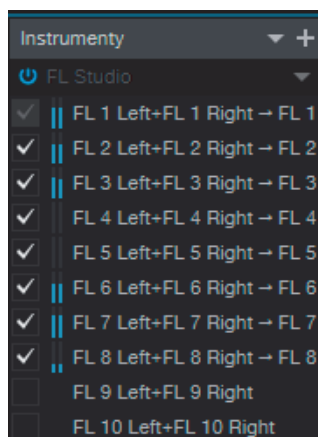 Instrumenty
FL Studio
FL 1 Left+FL 1 Right → FL 1
FL 2 Left+FL 2 Right → FL 2
FL 3 Left+FL 3 Right → FL 3
FL 4 Left+FL 4 Right → FL 4
FL 5 Left+FL 5 Right → FL 5
FL 6 Left+FL 6 Right → FL 6
FL 7 Left+FL 7 Right → FL 7
FL 8 Left+FL 8 Right → FL 8
FL 9 Left+FL 9 Right
FL 10 Left+FL 10 Right